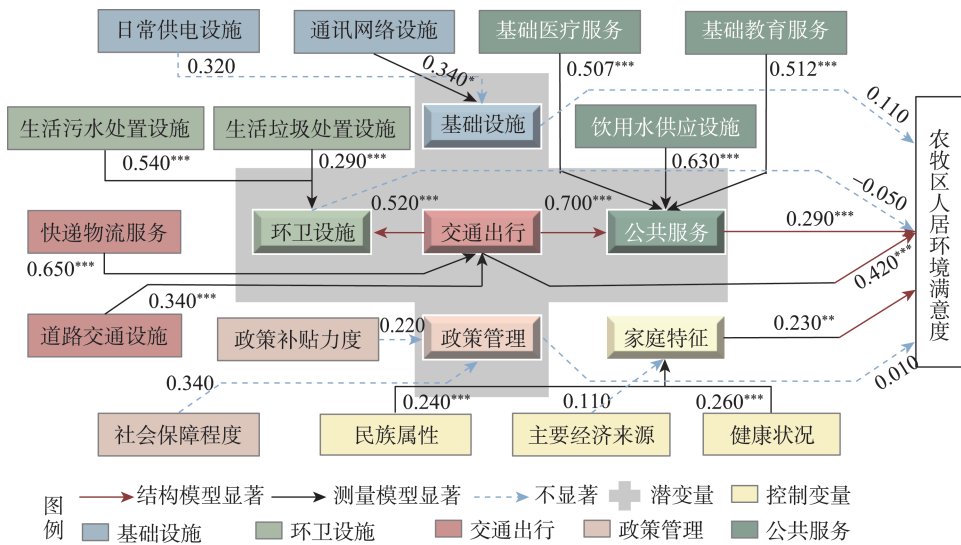 日常供电设施
通讯网络设施
基础医疗服务
基础教育服务
0.320
0.340*
0.507***
0.512***
基础设施
0.110
生活污水处置设施
生活垃圾处置设施
饮用水供应设施
0.540***
0.290***
0.630***
−0.050
农牧区人居环境满意度
快递物流服务
环卫设施
0.520***
交通出行
0.700***
公共服务
0.290***
0.650***
0.420***
0.340***
道路交通设施
政策补贴力度
0.220
政策管理
家庭特征
0.230**
0.010
0.340
0.240***
0.110
0.260***
社会保障程度
民族属性
主要经济来源
健康状况
图例
结构模型显著
测量模型显著
不显著
潜变量
控制变量
基础设施
环卫设施
交通出行
政策管理
公共服务